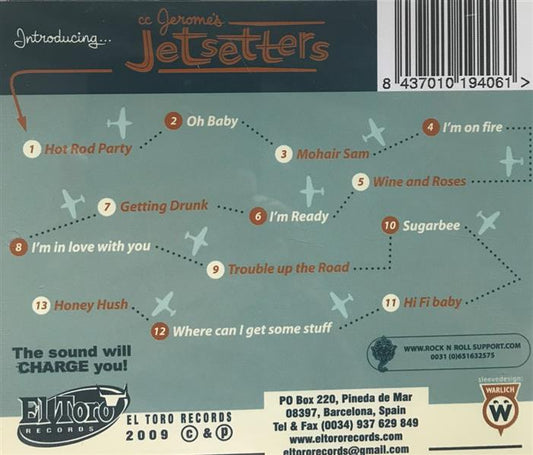 Introducing...
cc Jerome's
Jetsetters
8 437010 194061 >
1 Hot Rod Party
2 Oh Baby
3 Mohair Sam
4 I'm on fire
5 Wine and Roses
6 I'm Ready
7 Getting Drunk
8 I'm in love with you
9 Trouble up the Road
10 Sugarbee
11 Hi Fi baby
12 Where can I get some stuff
13 Honey Hush
The sound will
CHARGE you!
WWW.ROCK N ROLL SUPPORT.COM
0031 (0)651632575
El Toro
RECORDS
EL TORO RECORDS
2009 © & ℗
PO Box 220, Pineda de Mar
08397, Barcelona, Spain
Tel & Fax (0034) 937 629 849
www.eltororecords.com
eltororecords@gmail.com
sleevedesign:
WARLICH
W